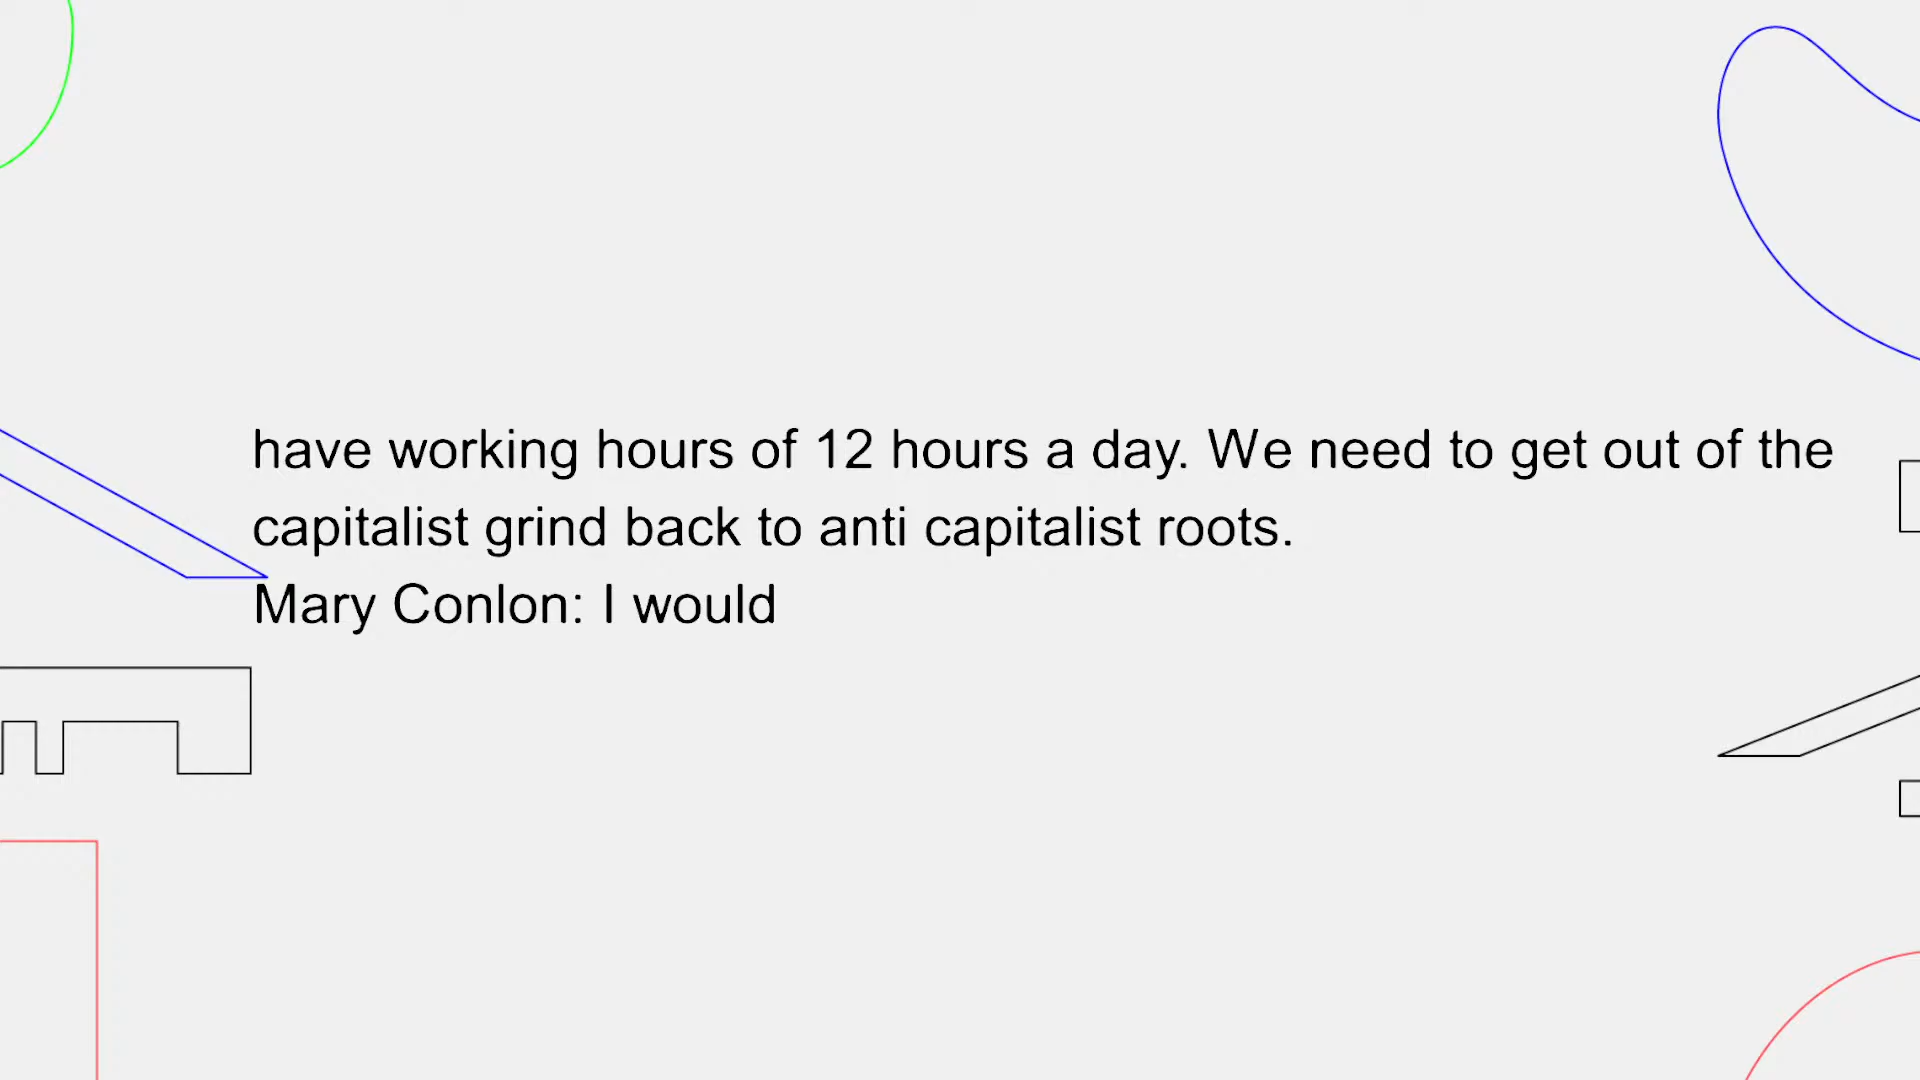 have working hours of 12 hours a day. We need to get out of the
capitalist grind back to anti capitalist roots.
Mary Conlon: I would